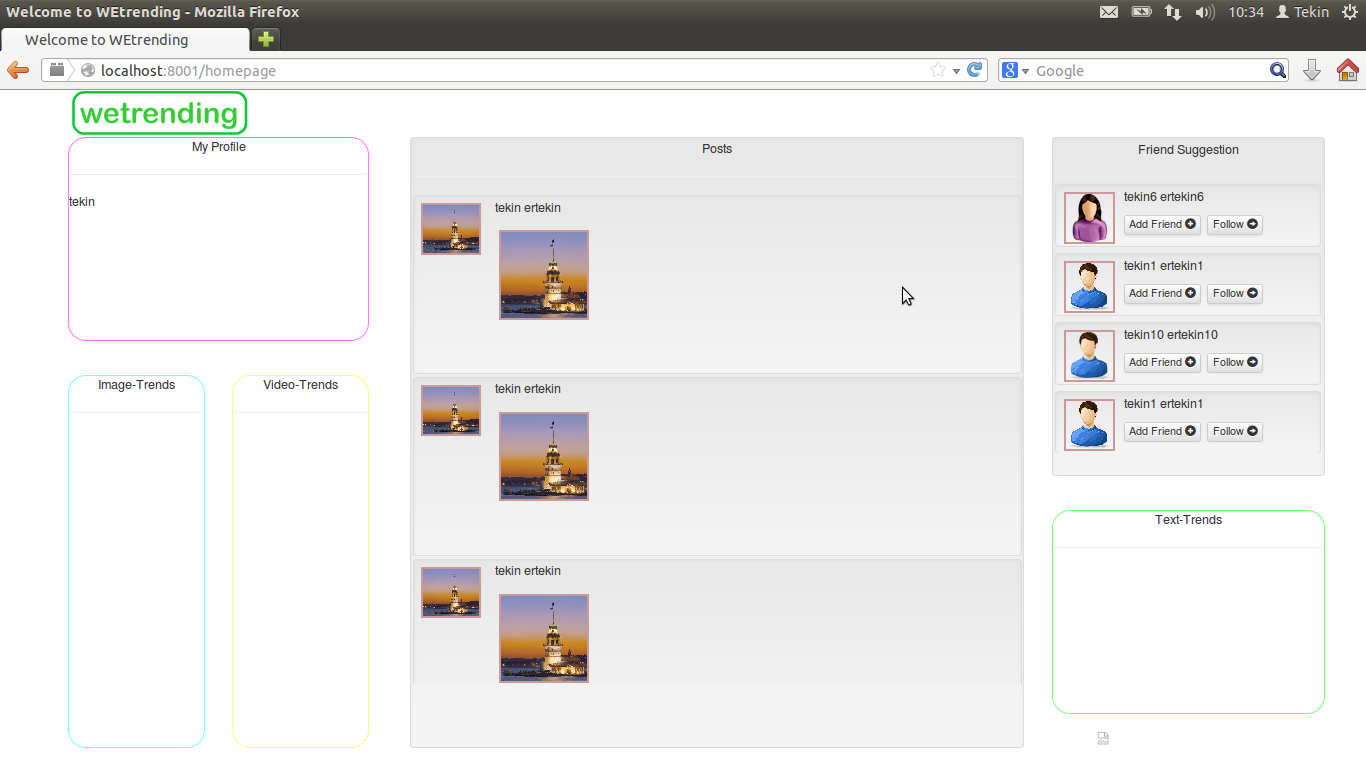 Welcome to WEtrending - Mozilla Firefox
10:34 Tekin
Welcome to WEtrending
localhost:8001/homepage
Google
wetrending
My Profile
tekin
Image-Trends
Video-Trends
Posts
tekin ertekin
tekin ertekin
tekin ertekin
Friend Suggestion
tekin6 ertekin6
Add Friend Follow
tekin1 ertekin1
Add Friend Follow
tekin10 ertekin10
Add Friend Follow
tekin1 ertekin1
Add Friend Follow
Text-Trends